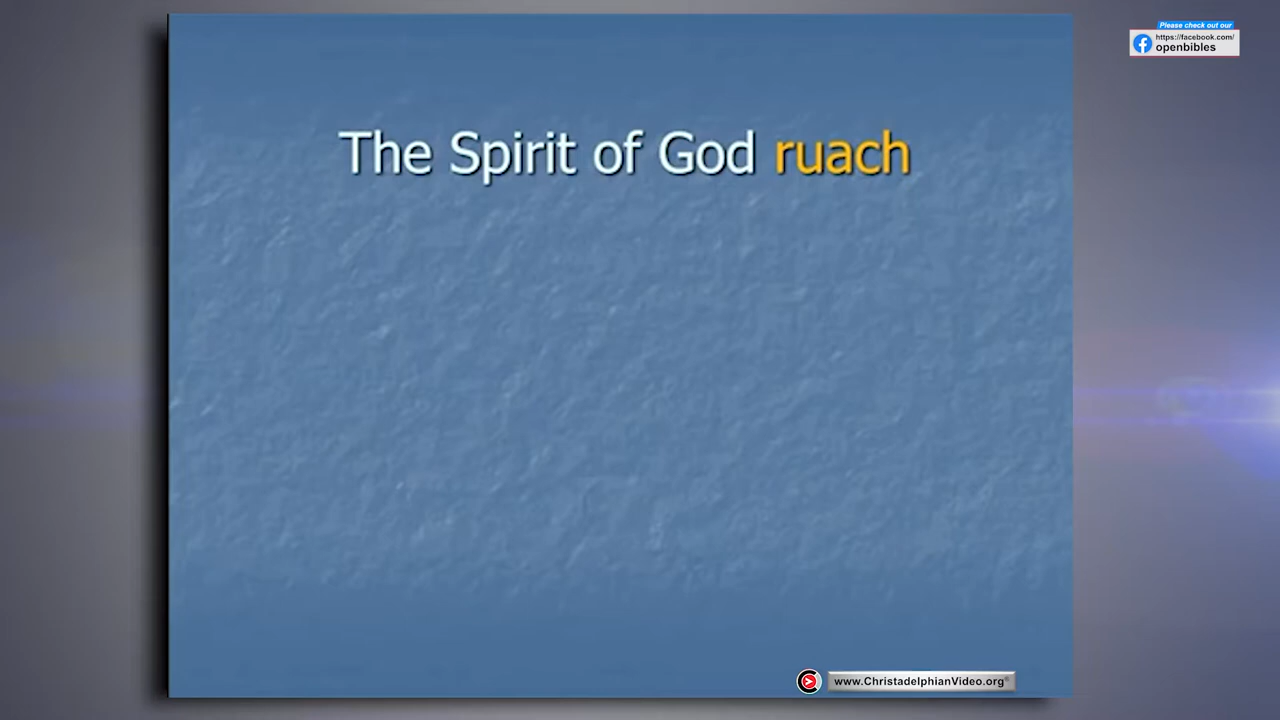 Please check out our
https://facebook.com/
openbibles
The Spirit of God ruach
www.ChristadelphianVideo.org®